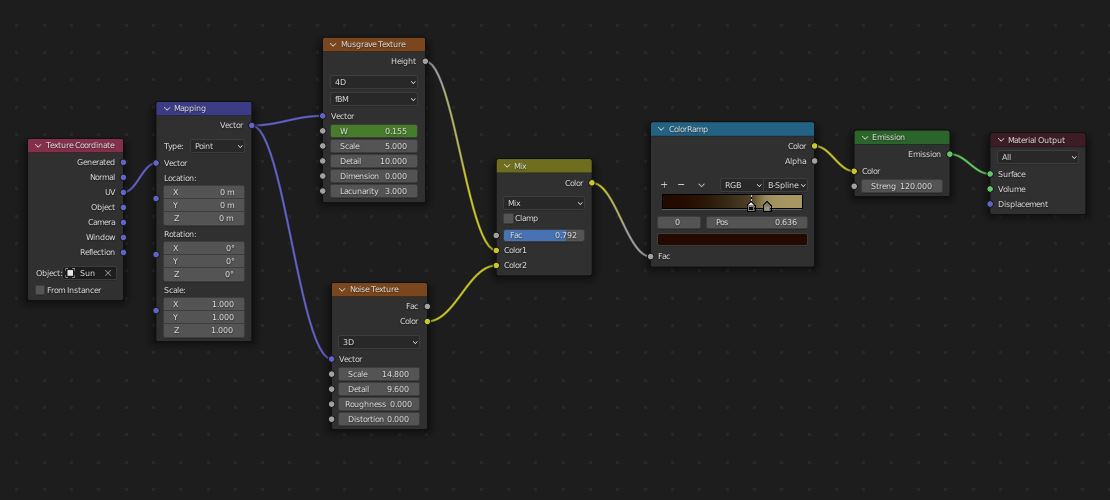 Texture Coordinate
Generated
Normal
UV
Object
Camera
Window
Reflection
Object: Sun
From Instancer
Mapping
Vector
Type: Point
Vector
Location:
X 0 m
Y 0 m
Z 0 m
Rotation:
X 0°
Y 0°
Z 0°
Scale:
X 1.000
Y 1.000
Z 1.000
Musgrave Texture
Height
4D
fBM
Vector
W 0.155
Scale 5.000
Detail 10.000
Dimension 0.000
Lacunarity 3.000
Noise Texture
Fac
Color
3D
Vector
Scale 14.800
Detail 9.600
Roughness 0.000
Distortion 0.000
Mix
Color
Mix
Clamp
Fac 0.792
Color1
Color2
ColorRamp
Color
Alpha
RGB B-Spline
0 Pos 0.636
Fac
Emission
Emission
Color
Streng 120.000
Material Output
All
Surface
Volume
Displacement